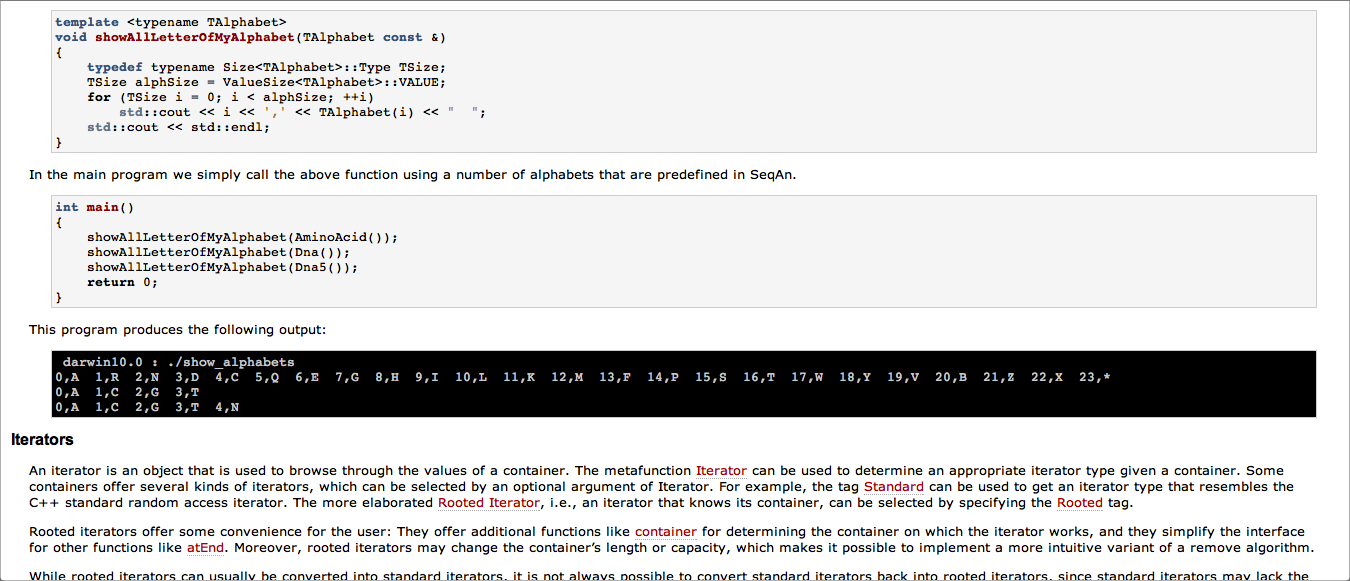 template <typename TAlphabet>
void showAllLetterOfMyAlphabet(TAlphabet const &)
{
    typedef typename Size<TAlphabet>::Type TSize;
    TSize alphSize = ValueSize<TAlphabet>::VALUE;
    for (TSize i = 0; i < alphSize; ++i)
        std::cout << i << ',' << TAlphabet(i) << "  ";
    std::cout << std::endl;
}
In the main program we simply call the above function using a number of alphabets that are predefined in SeqAn.
int main()
{
    showAllLetterOfMyAlphabet(AminoAcid());
    showAllLetterOfMyAlphabet(Dna());
    showAllLetterOfMyAlphabet(Dna5());
    return 0;
}
This program produces the following output:
darwin10.0 : ./show_alphabets
0,A  1,R  2,N  3,D  4,C  5,Q  6,E  7,G  8,H  9,I  10,L  11,K  12,M  13,F  14,P  15,S  16,T  17,W  18,Y  19,V  20,B  21,Z  22,X  23,*
0,A  1,C  2,G  3,T
0,A  1,C  2,G  3,T  4,N
Iterators
An iterator is an object that is used to browse through the values of a container. The metafunction Iterator can be used to determine an appropriate iterator type given a container. Some
containers offer several kinds of iterators, which can be selected by an optional argument of Iterator. For example, the tag Standard can be used to get an iterator type that resembles the
C++ standard random access iterator. The more elaborated Rooted Iterator, i.e., an iterator that knows its container, can be selected by specifying the Rooted tag.
Rooted iterators offer some convenience for the user: They offer additional functions like container for determining the container on which the iterator works, and they simplify the interface
for other functions like atEnd. Moreover, rooted iterators may change the container’s length or capacity, which makes it possible to implement a more intuitive variant of a remove algorithm.
While rooted iterators can usually be converted into standard iterators, it is not always possible to convert standard iterators back into rooted iterators, since standard iterators may lack the